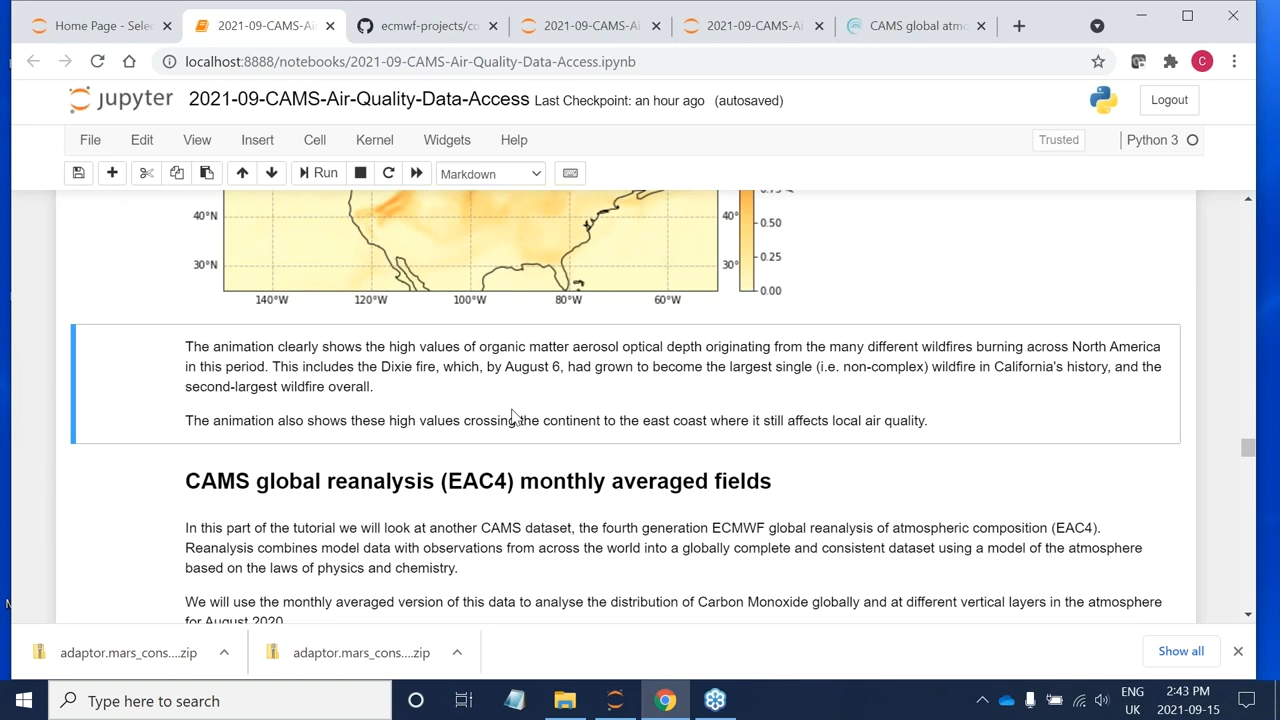 Home Page - Sele
2021-09-CAMS-Ai
ecmwf-projects/co
2021-09-CAMS-Ai
2021-09-CAMS-Ai
CAMS global atmo
localhost:8888/notebooks/2021-09-CAMS-Air-Quality-Data-Access.ipynb
C
jupyter 2021-09-CAMS-Air-Quality-Data-Access Last Checkpoint: an hour ago (autosaved)
Logout
File Edit View Insert Cell Kernel Widgets Help
Trusted Python 3
Run Markdown
40°N 40° 0.50
30°N 30° 0.25
0.00
140°W 120°W 100°W 80°W 60°W
The animation clearly shows the high values of organic matter aerosol optical depth originating from the many different wildfires burning across North America
in this period. This includes the Dixie fire, which, by August 6, had grown to become the largest single (i.e. non-complex) wildfire in California's history, and the
second-largest wildfire overall.
The animation also shows these high values crossing the continent to the east coast where it still affects local air quality.
CAMS global reanalysis (EAC4) monthly averaged fields
In this part of the tutorial we will look at another CAMS dataset, the fourth generation ECMWF global reanalysis of atmospheric composition (EAC4).
Reanalysis combines model data with observations from across the world into a globally complete and consistent dataset using a model of the atmosphere
based on the laws of physics and chemistry.
We will use the monthly averaged version of this data to analyse the distribution of Carbon Monoxide globally and at different vertical layers in the atmosphere
for August 2020
adaptor.mars_cons....zip
adaptor.mars_cons....zip
Show all
Type here to search
ENG
UK
2:43 PM
2021-09-15